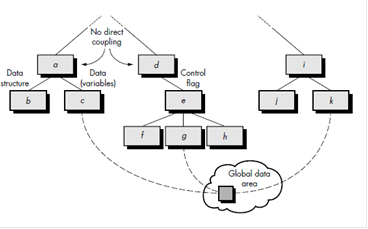 No direct
coupling
a
d
i
Data
structure
Data
(variables)
Control
flag
b
c
e
j
k
f
g
h
Global data
area